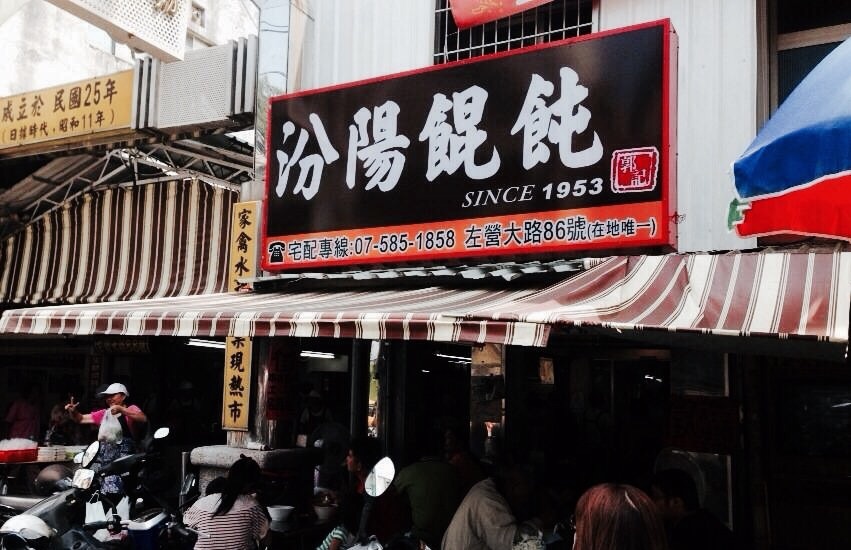 成立於 民國25年
(日據時代，昭和11年)
汾陽餛飩
SINCE 1953
郭記
☎宅配專線:07-585-1858 左營大路86號(在地唯一)
家禽水
現熱市